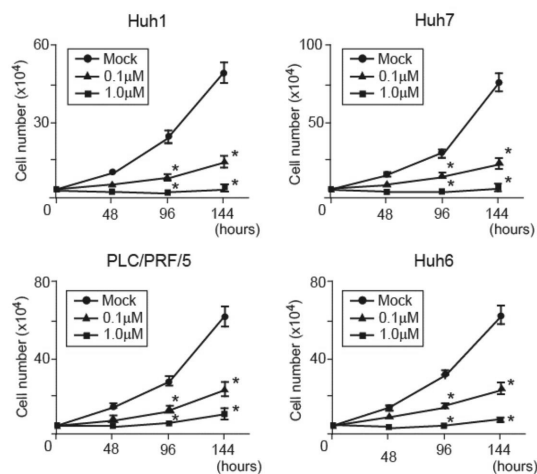 Huh1
Cell number (x10⁴)
60
30
0
Mock
0.1μM
1.0μM
*
*
*
*
48
96
144
(hours)
Huh7
Cell number (x10⁴)
100
50
0
Mock
0.1μM
1.0μM
*
*
*
*
48
96
144
(hours)
PLC/PRF/5
Cell number (x10⁴)
80
40
0
Mock
0.1μM
1.0μM
*
*
*
*
48
96
144
(hours)
Huh6
Cell number (x10⁴)
80
40
0
Mock
0.1μM
1.0μM
*
*
*
*
48
96
144
(hours)